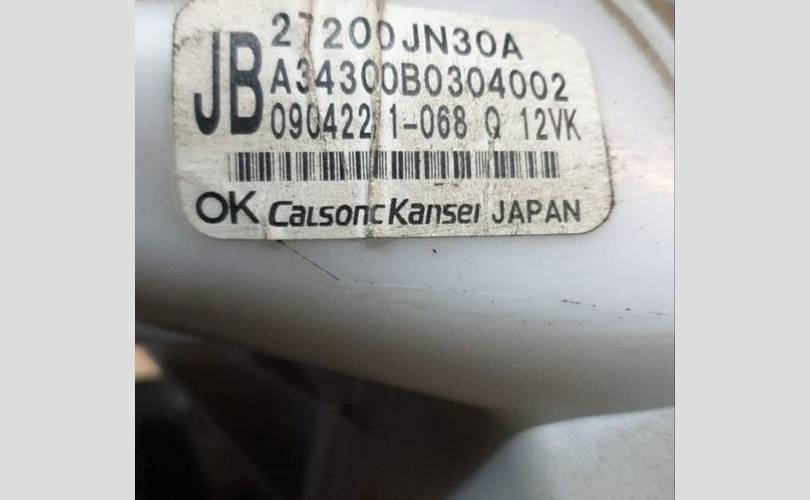 27200JN30A
JB A34300B0304002
090422 1-068 Q 12VK
OK CalsonicKansei JAPAN